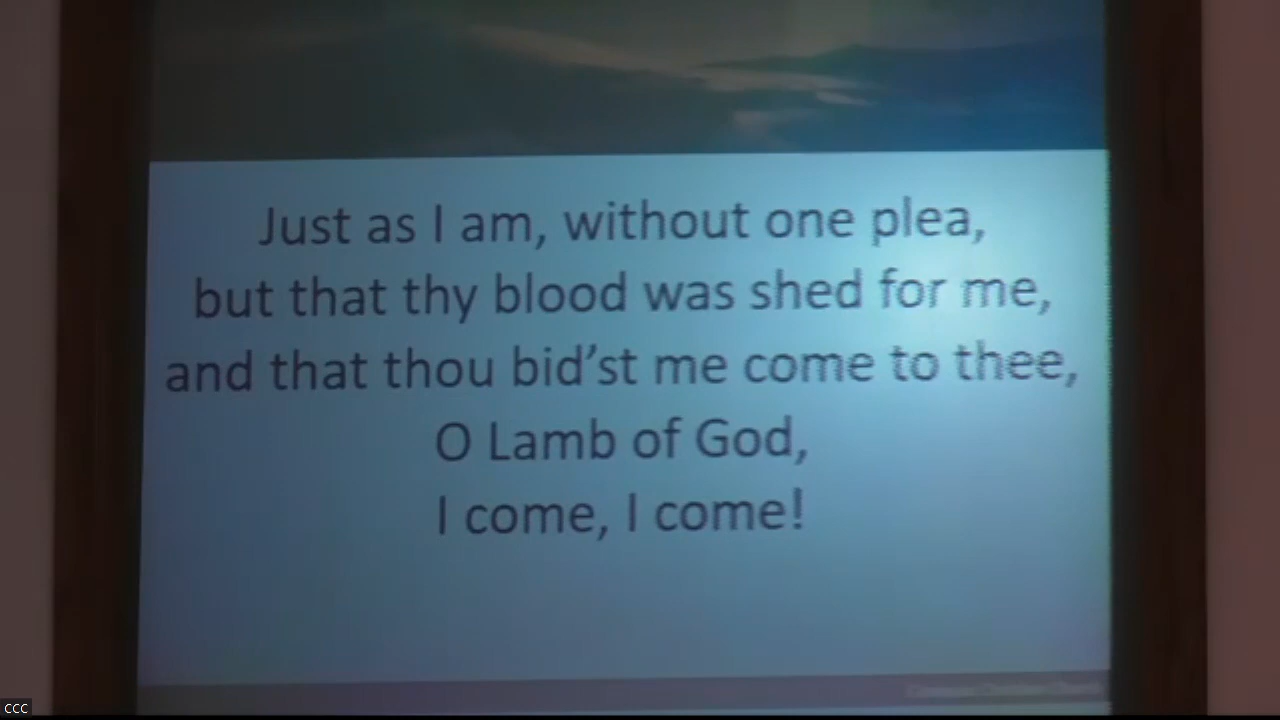 Just as I am, without one plea,
but that thy blood was shed for me,
and that thou bid’st me come to thee,
O Lamb of God,
I come, I come!
CCC